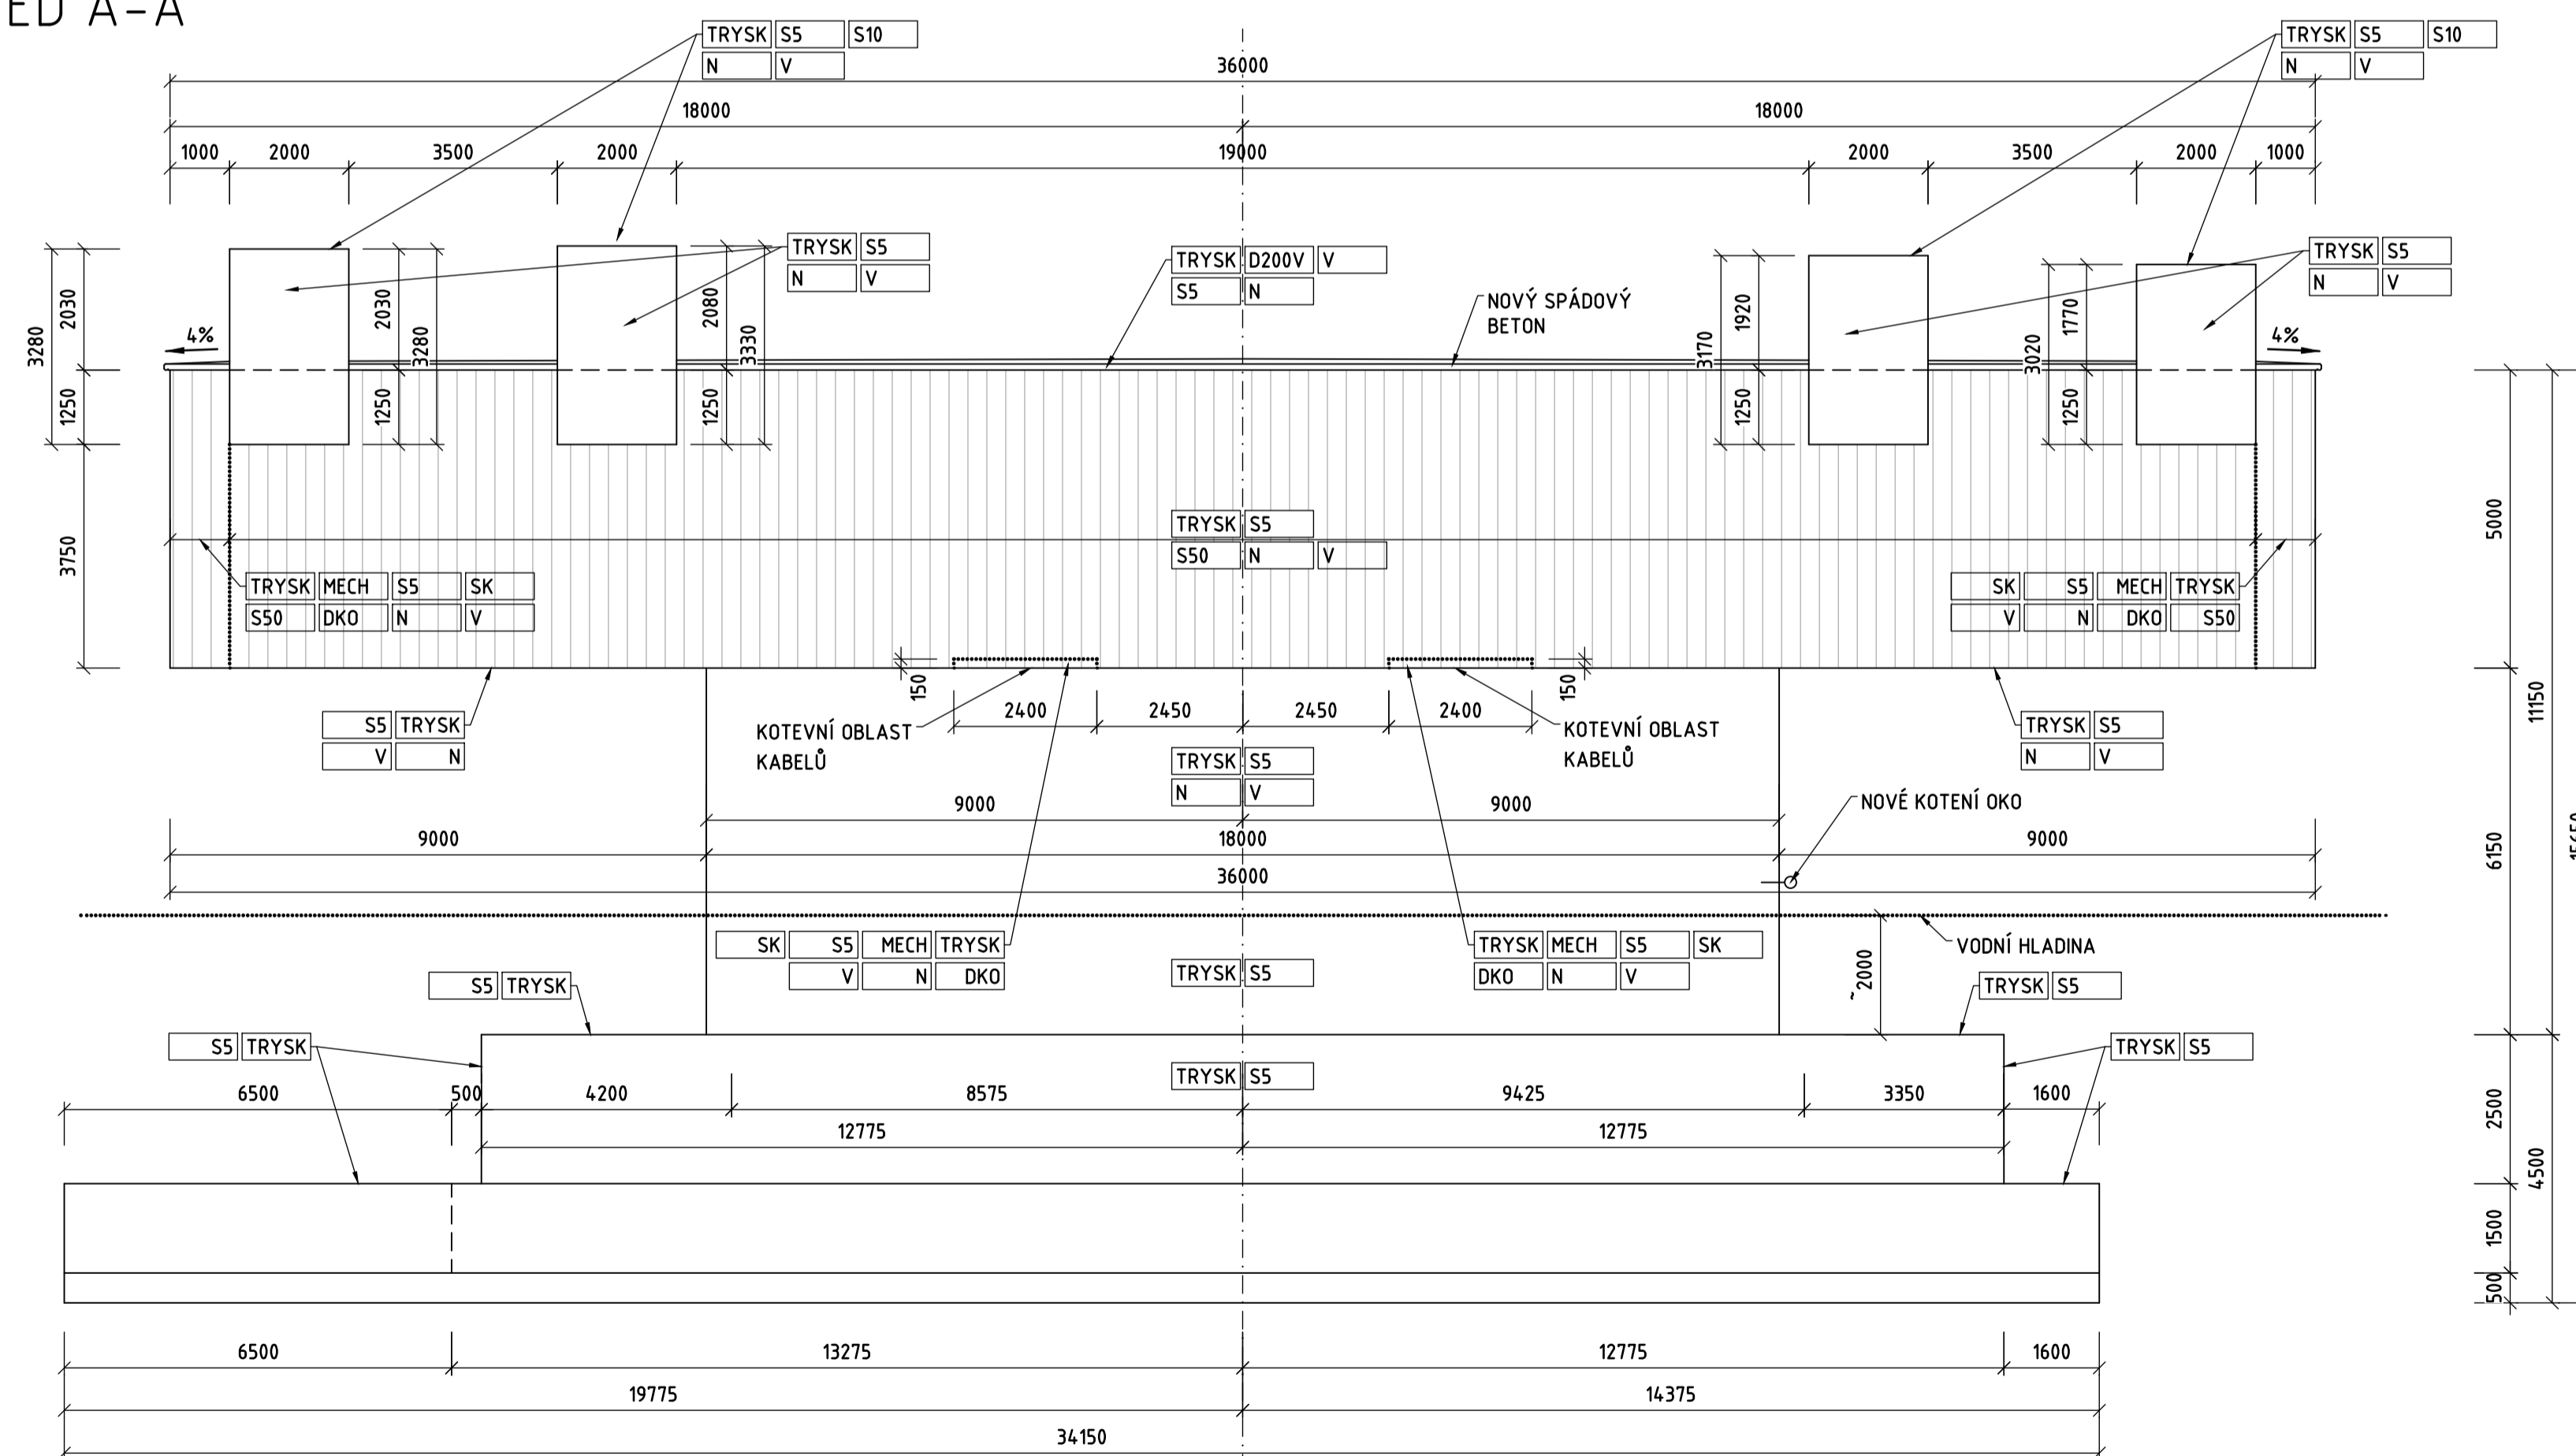 ED A-A
TRYSK S5 S10
N V
TRYSK S5 S10
N V
36000
18000 18000
1000 2000 3500 2000 19000 2000 3500 2000 1000
TRYSK S5
N V
TRYSK D200V V
S5 N
NOVÝ SPÁDOVÝ
BETON
TRYSK S5
N V
3280 2030 1250 3750
2030 1250 3280
2080 1250 3330
3170 1920 1250
3020 1770 1250
4% 4%
TRYSK S5
S50 N V
TRYSK MECH S5 SK
S50 DKO N V
SK S5 MECH TRYSK
V N DKO S50
150 150
2400 2450 2450 2400
S5 TRYSK
V N
KOTEVNÍ OBLAST
KABELŮ
KOTEVNÍ OBLAST
KABELŮ
TRYSK S5
N V
TRYSK S5
N V
9000 9000
NOVÉ KOTENÍ OKO
9000 18000 9000
36000
VODNÍ HLADINA
~2000
SK S5 MECH TRYSK
V N DKO
TRYSK S5
TRYSK MECH S5 SK
DKO N V
S5 TRYSK
TRYSK S5
S5 TRYSK
TRYSK S5
TRYSK S5
6500 500 4200 8575 9425 3350 1600
12775 12775
5000 6150 2500 1500 500
11150 4500
15650
6500 13275 12775 1600
19775 14375
34150